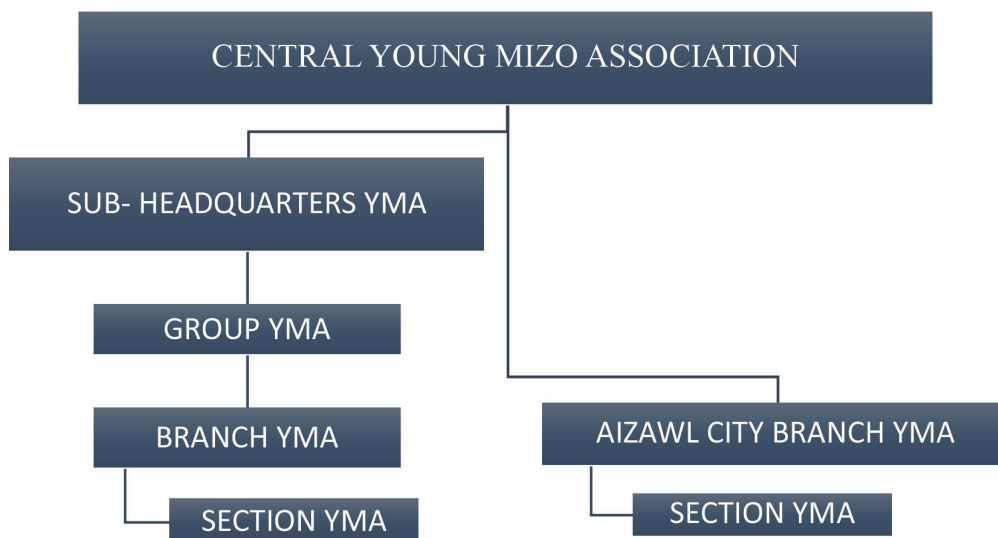 CENTRAL YOUNG MIZO ASSOCIATION
SUB- HEADQUARTERS YMA
GROUP YMA
BRANCH YMA
SECTION YMA
AIZAWL CITY BRANCH YMA
SECTION YMA